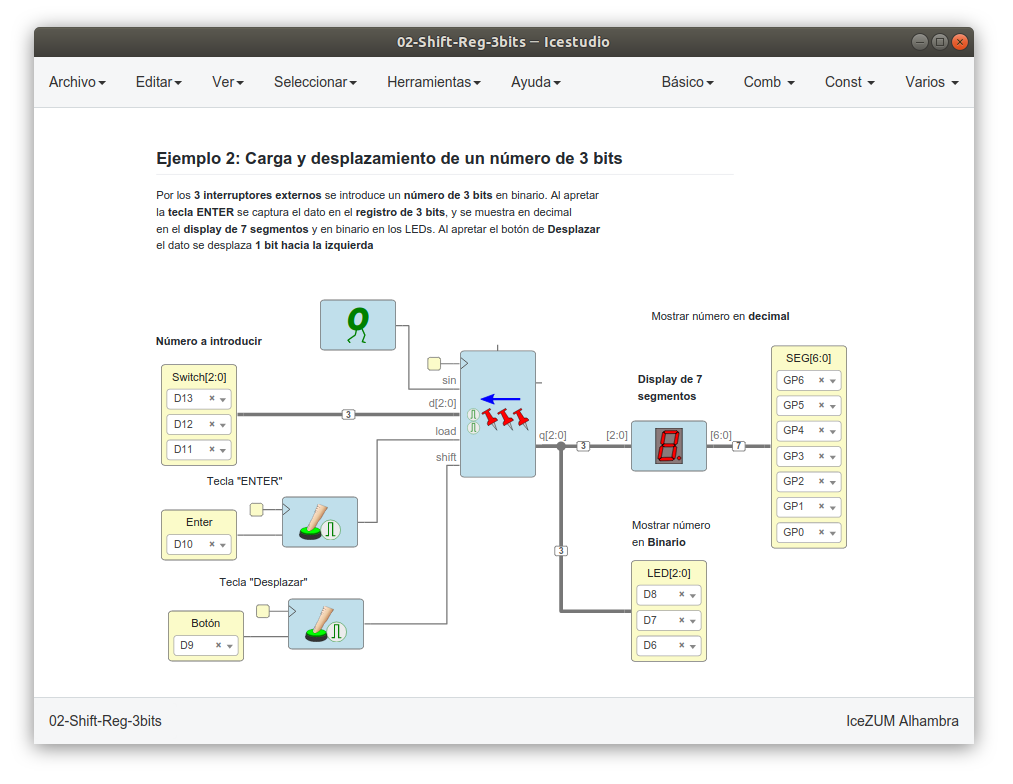 02-Shift-Reg-3bits ─ Icestudio
Archivo Editar Ver Seleccionar Herramientas Ayuda Básico Comb Const Varios
Ejemplo 2: Carga y desplazamiento de un número de 3 bits
Por los 3 interruptores externos se introduce un número de 3 bits en binario. Al apretar
la tecla ENTER se captura el dato en el registro de 3 bits, y se muestra en decimal
en el display de 7 segmentos y en binario en los LEDs. Al apretar el botón de Desplazar
el dato se desplaza 1 bit hacia la izquierda
0
Mostrar número en decimal
Número a introducir
Switch[2:0]
D13
D12
D11
3
sin
d[2:0]
load
shift
q[2:0]
3
Display de 7
segmentos
[2:0]
8.
[6:0]
7
SEG[6:0]
GP6
GP5
GP4
GP3
GP2
GP1
GP0
Tecla "ENTER"
Enter
D10
3
Mostrar número
en Binario
LED[2:0]
D8
D7
D6
Tecla "Desplazar"
Botón
D9
02-Shift-Reg-3bits
IceZUM Alhambra